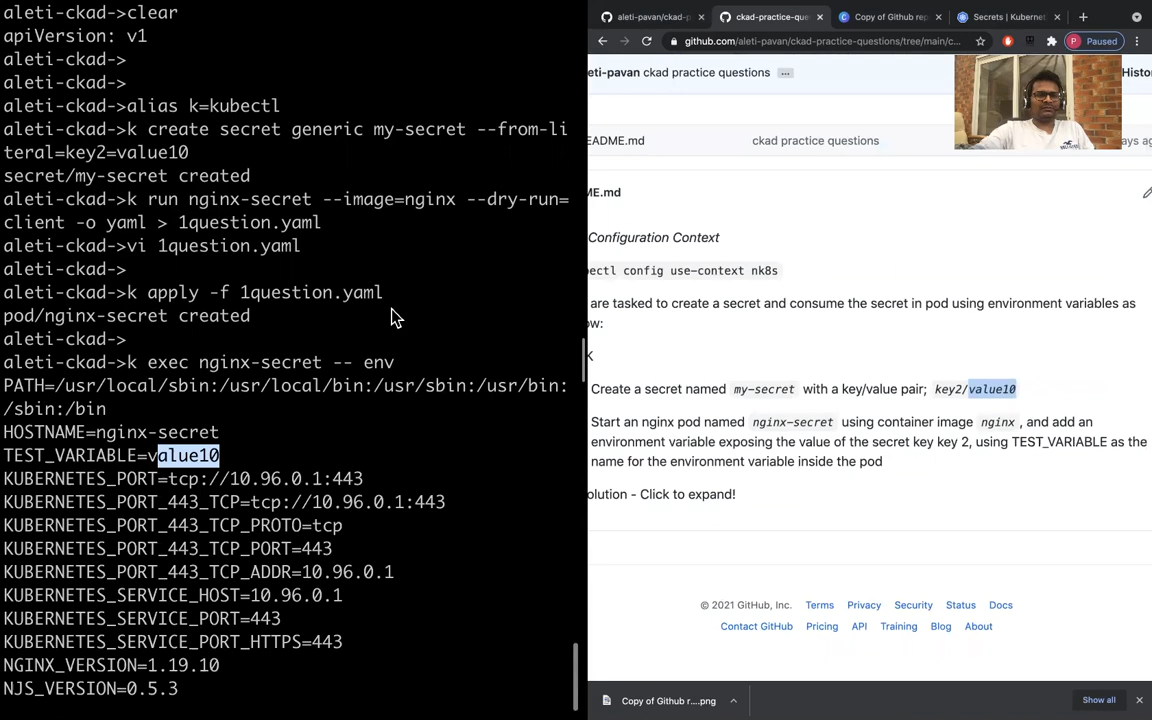 aleti-ckad->clear
apiVersion: v1
aleti-ckad->
aleti-ckad->
aleti-ckad->alias k=kubectl
aleti-ckad->k create secret generic my-secret --from-li
teral=key2=value10
secret/my-secret created
aleti-ckad->k run nginx-secret --image=nginx --dry-run=
client -o yaml > 1question.yaml
aleti-ckad->vi 1question.yaml
aleti-ckad->
aleti-ckad->k apply -f 1question.yaml
pod/nginx-secret created
aleti-ckad->
aleti-ckad->k exec nginx-secret -- env
PATH=/usr/local/sbin:/usr/local/bin:/usr/sbin:/usr/bin:
/sbin:/bin
HOSTNAME=nginx-secret
TEST_VARIABLE=value10
KUBERNETES_PORT=tcp://10.96.0.1:443
KUBERNETES_PORT_443_TCP=tcp://10.96.0.1:443
KUBERNETES_PORT_443_TCP_PROTO=tcp
KUBERNETES_PORT_443_TCP_PORT=443
KUBERNETES_PORT_443_TCP_ADDR=10.96.0.1
KUBERNETES_SERVICE_HOST=10.96.0.1
KUBERNETES_SERVICE_PORT=443
KUBERNETES_SERVICE_PORT_HTTPS=443
NGINX_VERSION=1.19.10
NJS_VERSION=0.5.3
aleti-pavan/ckad-p
ckad-practice-que
Copy of Github rep
Secrets | Kubernet
github.com/aleti-pavan/ckad-practice-questions/tree/main/c...
P Paused
eti-pavan ckad practice questions ...
Histo
EADME.md ckad practice questions
ays ag
ME.md
Configuration Context
ectl config use-context nk8s
are tasked to create a secret and consume the secret in pod using environment variables as
ow:
K
Create a secret named my-secret with a key/value pair; key2/value10
Start an nginx pod named nginx-secret using container image nginx , and add an
environment variable exposing the value of the secret key key 2, using TEST_VARIABLE as the
name for the environment variable inside the pod
olution - Click to expand!
© 2021 GitHub, Inc. Terms Privacy Security Status Docs
Contact GitHub Pricing API Training Blog About
Copy of Github r....png
Show all